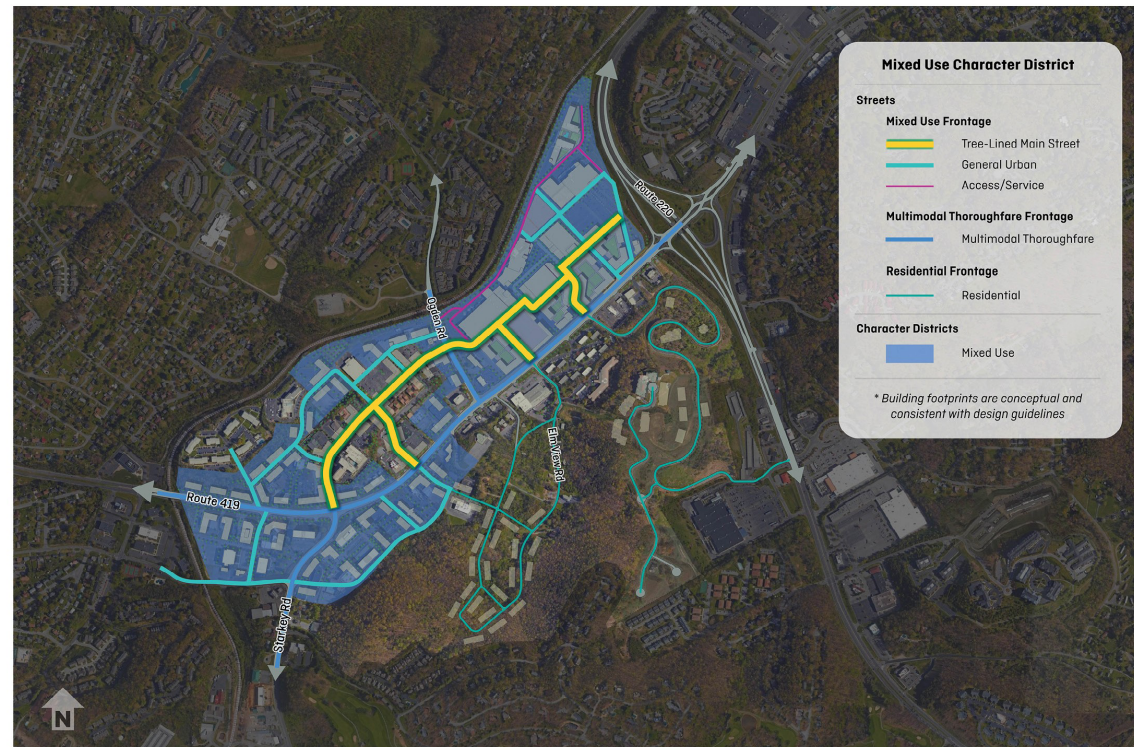 Mixed Use Character District
Streets
Mixed Use Frontage
Tree-Lined Main Street
General Urban
Access/Service
Multimodal Thoroughfare Frontage
Multimodal Thoroughfare
Residential Frontage
Residential
Character Districts
Mixed Use
* Building footprints are conceptual and
consistent with design guidelines
Route 220
Ogden Rd
Elm View Rd
Route 419
Starkey Rd
N